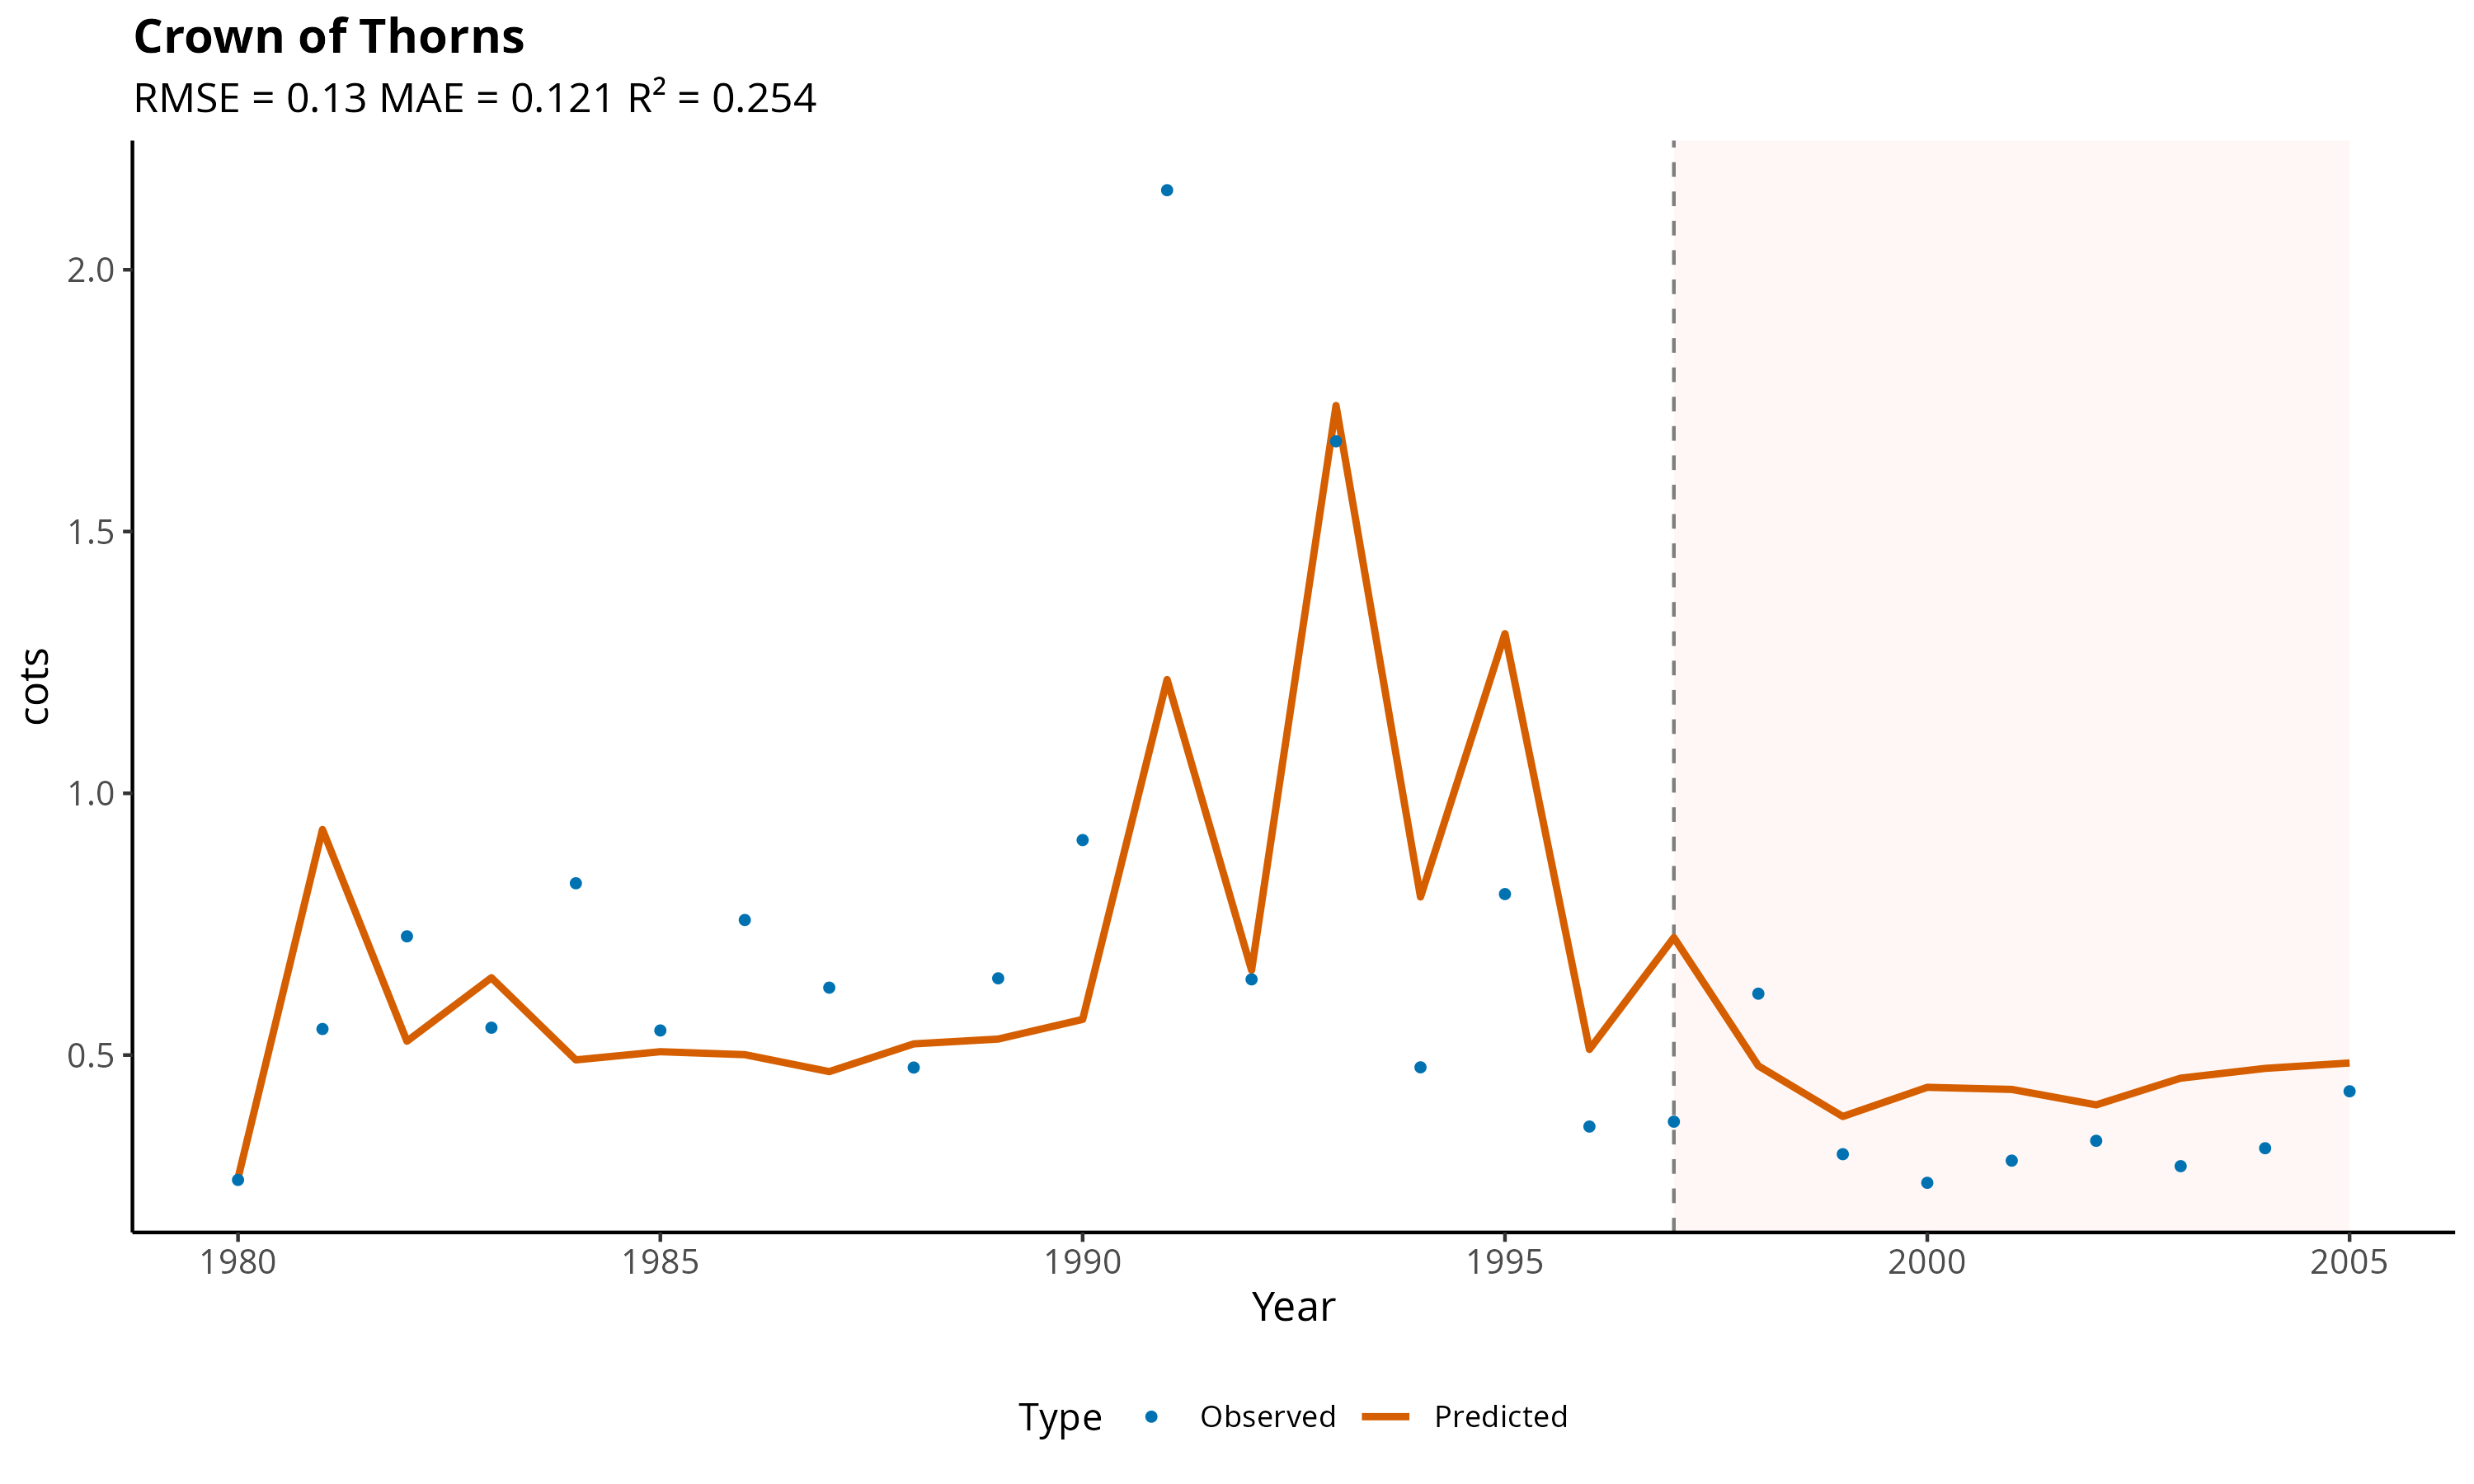 Crown of Thorns
RMSE = 0.13 MAE = 0.121 R² = 0.254
2.0
1.5
1.0
0.5
cots
1980 1985 1990 1995 2000 2005
Year
Type Observed Predicted